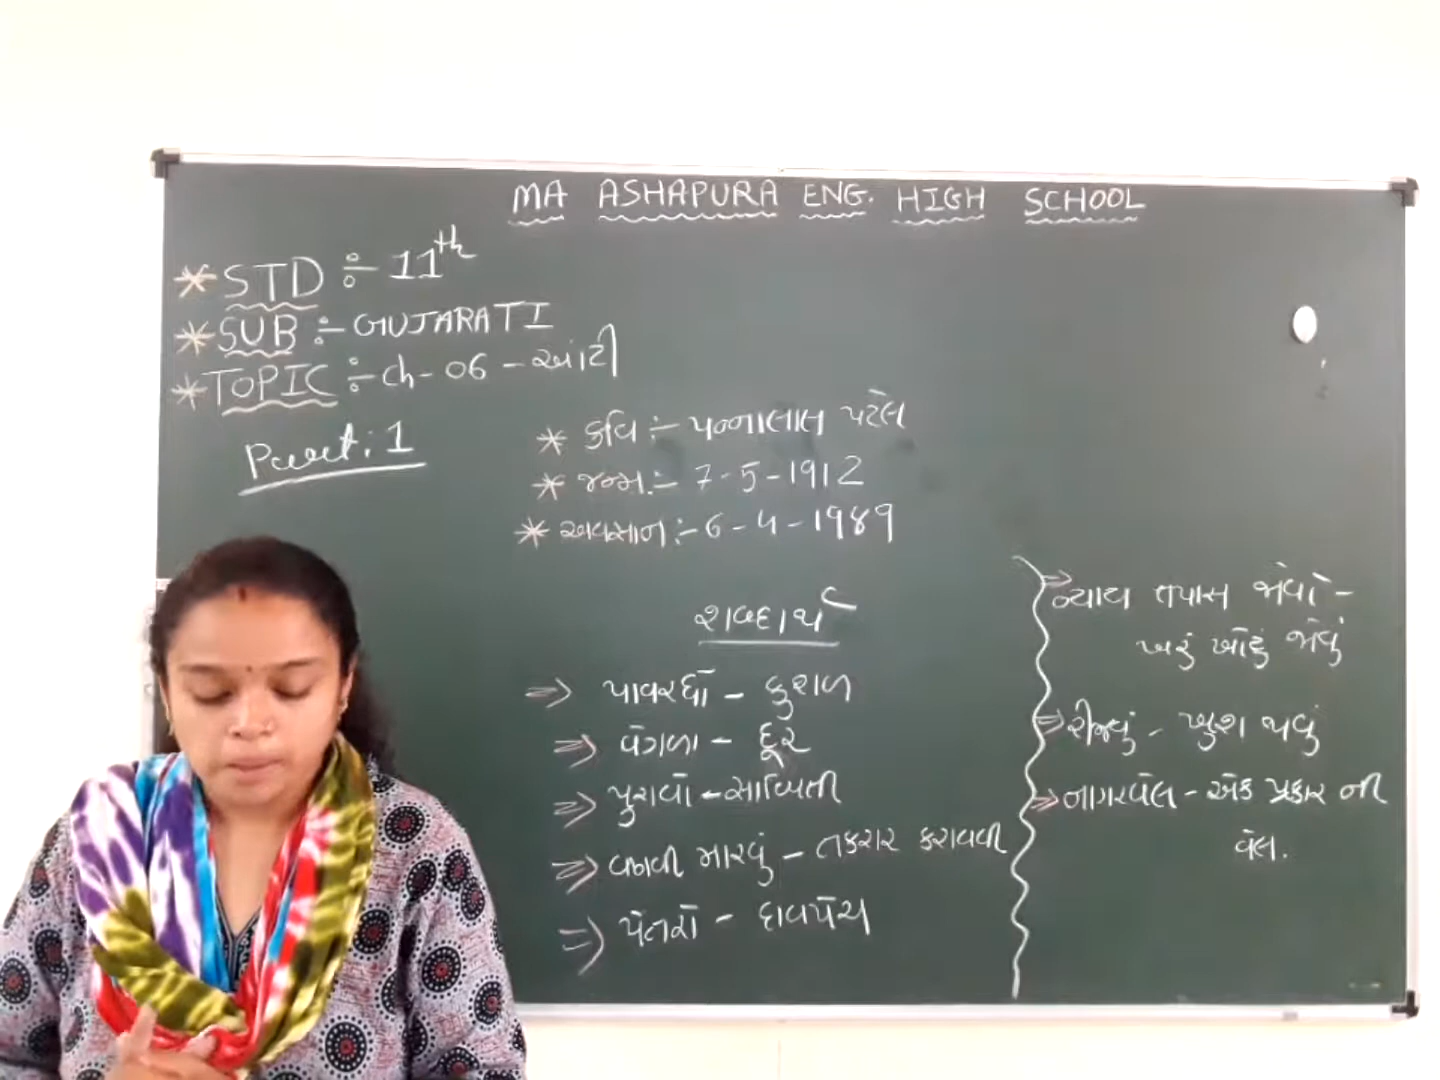 MA ASHAPURA ENG. HIGH SCHOOL
* STD :- 11th
* SUB :- GUJARATI
* TOPIC :- ch- 06 - આંટી
Part: 1
* કવિ :- પન્નાલાલ પટેલ
* જન્મ :- 7-5-1912
* અવસાન :- 6-4-1989
શબ્દાર્થ
⇒ પાવરધૉ - કુશળ
⇒ વૅગળા - દૂર
⇒ પુરાવૉ - સાબિતી
⇒ મારવું - તકરાર કરાવવી
⇒ પૅતરૉ - દાવપૅચ
⇒ ન્યાય તપાસ જોવૉ -
ખરું ખૉટું જોવું
⇒ રીઝવું - ખુશ થવું
⇒ નાગરવૅલ - ઍક પ્રકાર ની
વૅલ.